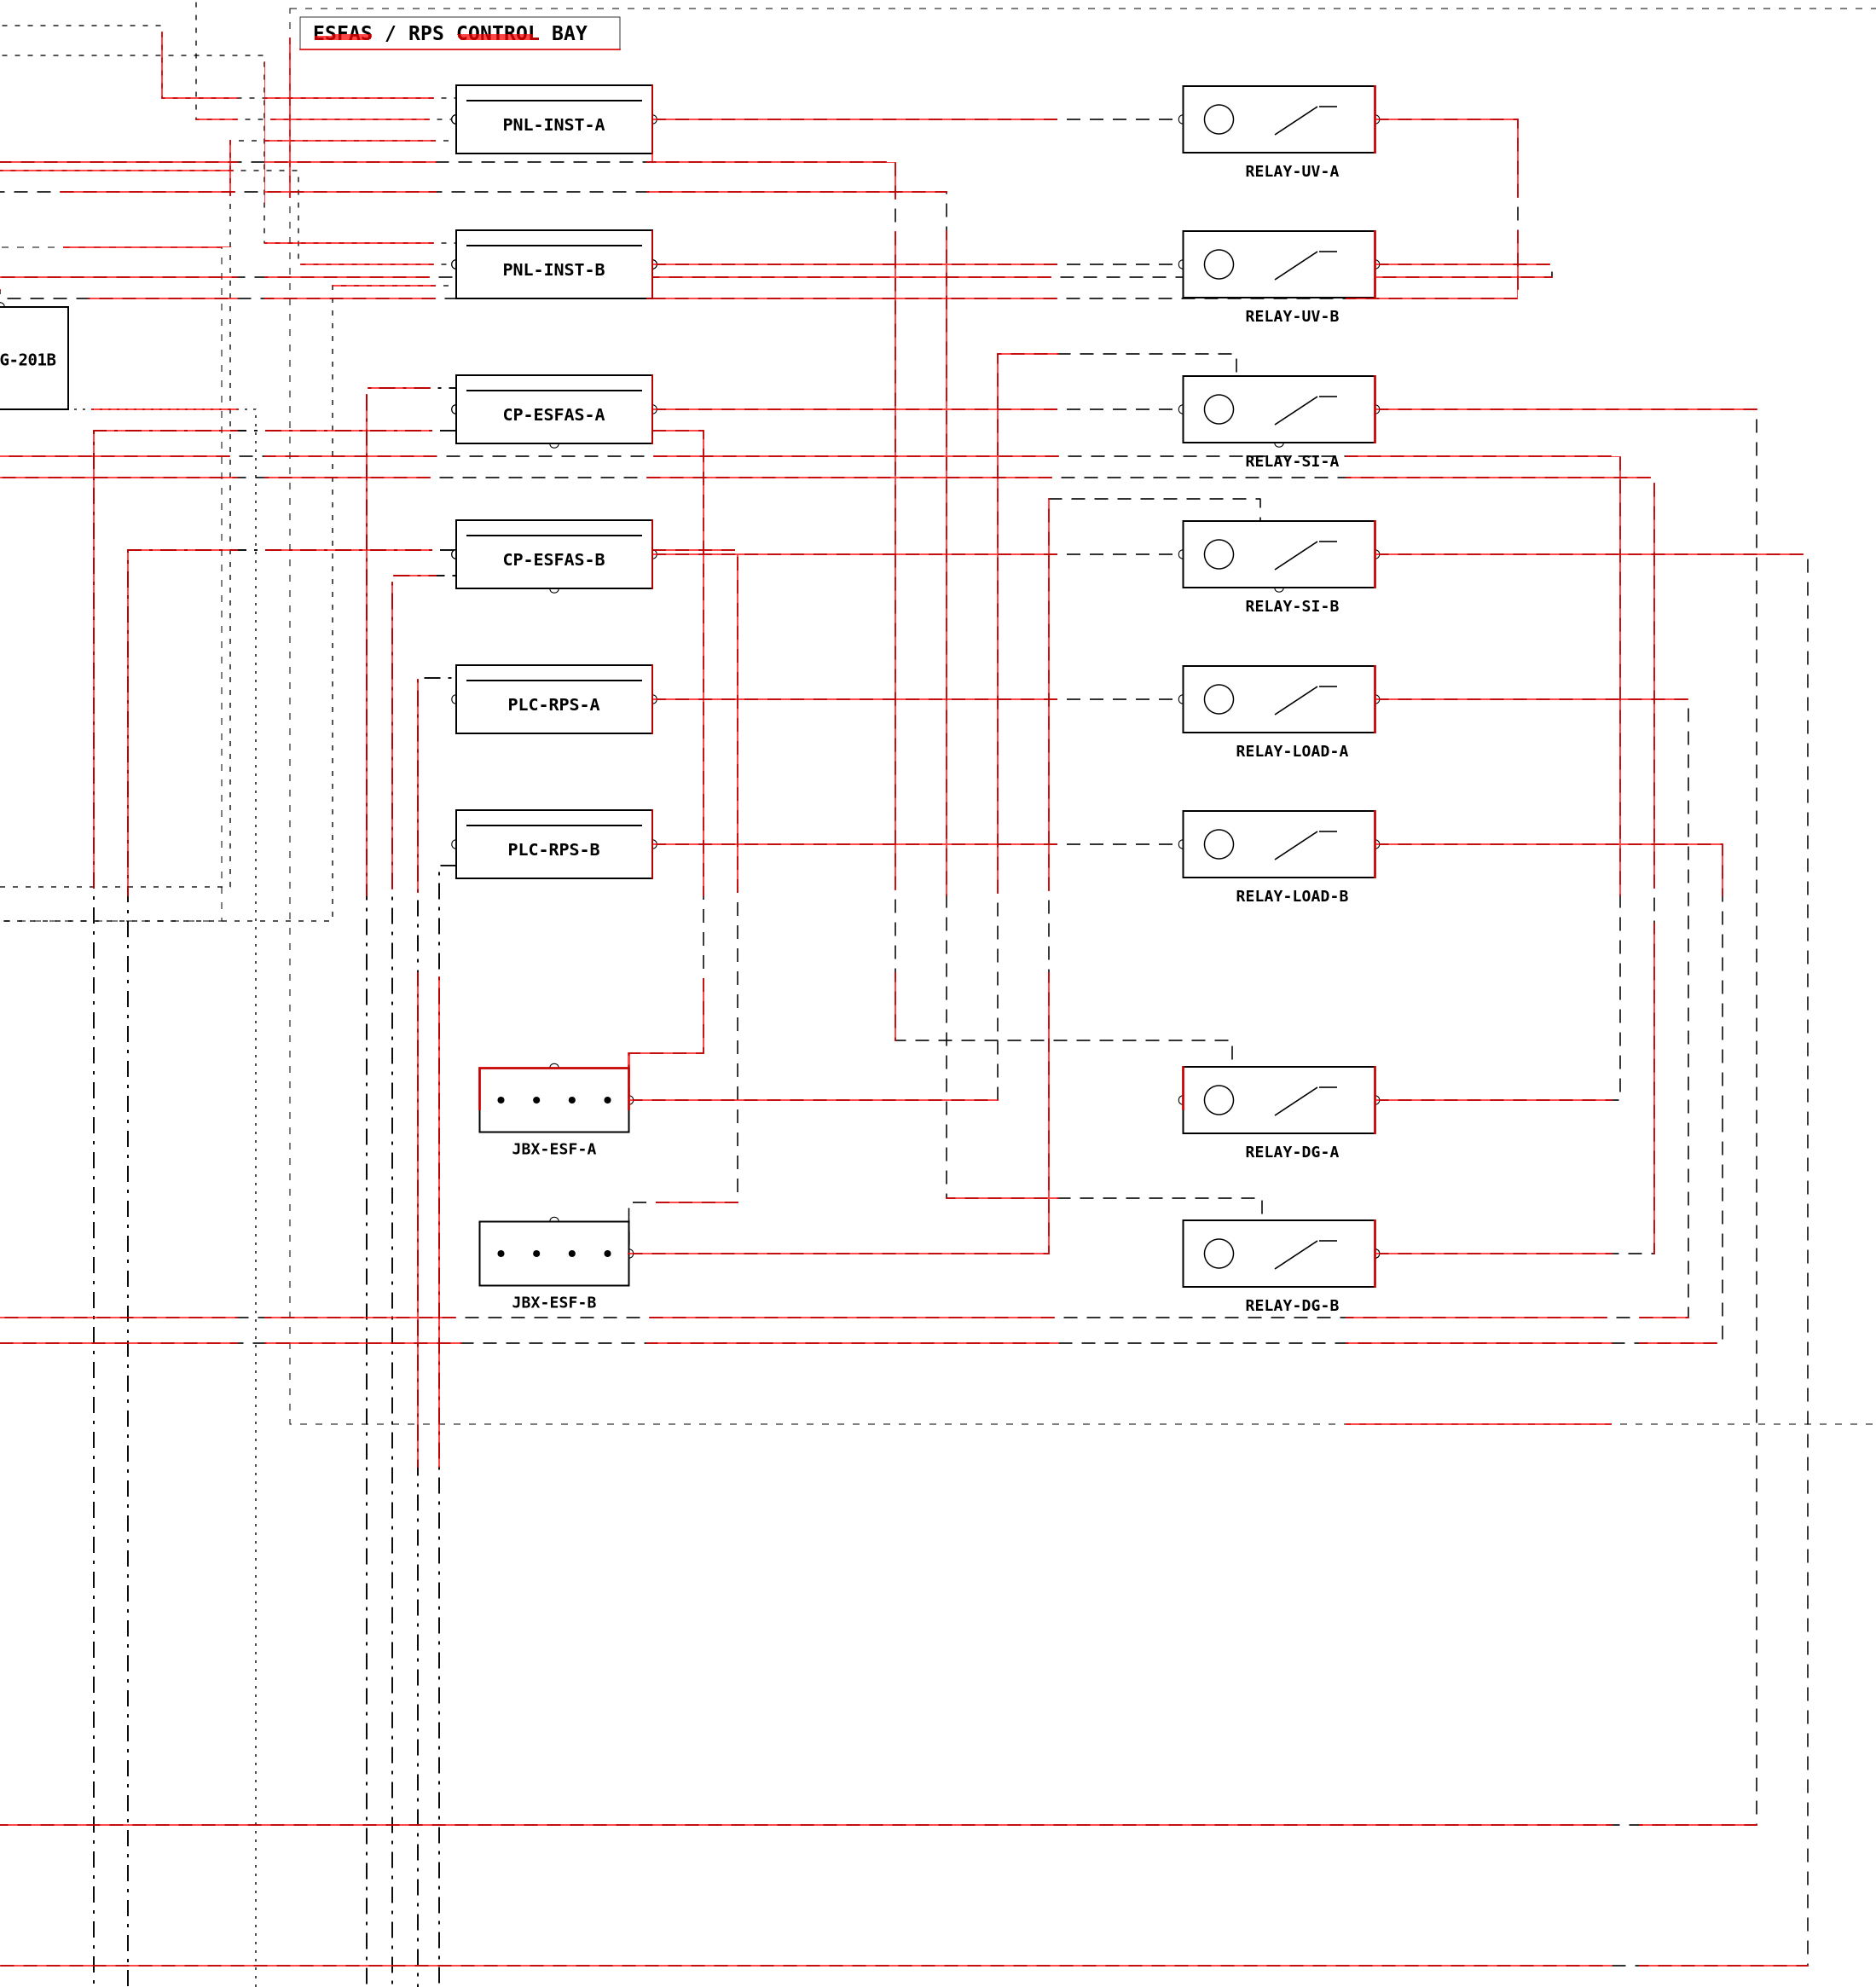 ESFAS / RPS CONTROL BAY
PNL-INST-A
RELAY-UV-A
PNL-INST-B
RELAY-UV-B
G-201B
CP-ESFAS-A
RELAY-SI-A
CP-ESFAS-B
RELAY-SI-B
PLC-RPS-A
RELAY-LOAD-A
PLC-RPS-B
RELAY-LOAD-B
JBX-ESF-A
RELAY-DG-A
JBX-ESF-B
RELAY-DG-B